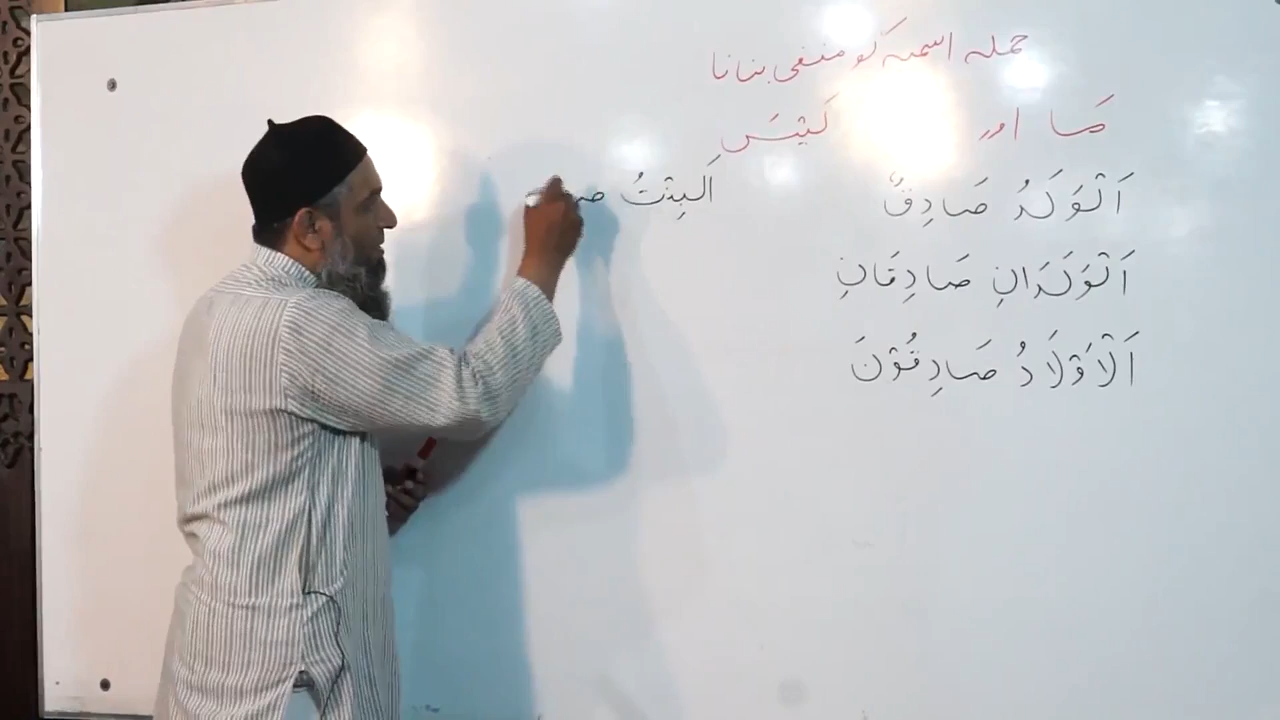 جملہ اسمیہ کو منفی بنانا
مَا اور لَیْسَ
اَلْوَلَدُ صَادِقٌ
اَلْبِنْتُ
اَلْوَلَدَانِ صَادِقَانِ
اَلْاَوْلَادُ صَادِقُوْنَ